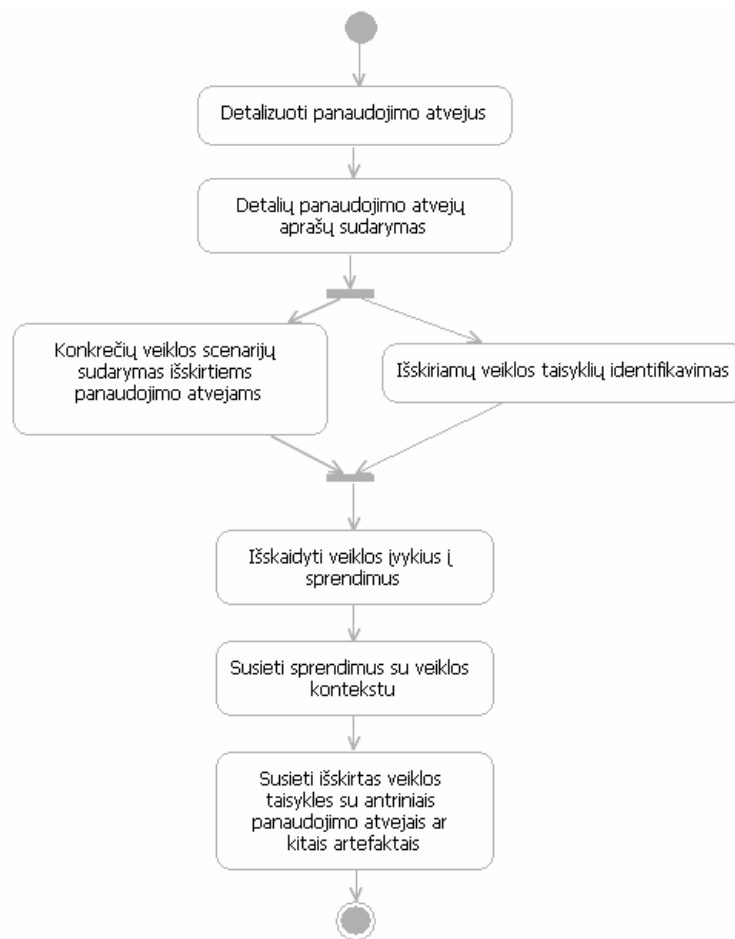 Detalizuoti panaudojimo atvejus
Detalių panaudojimo atvejų
aprašų sudarymas
Konkrečių veiklos scenarijų
sudarymas išskirtiems
panaudojimo atvejams
Išskiriamų veiklos taisyklių identifikavimas
Išskaidyti veiklos įvykius į
sprendimus
Susieti sprendimus su veiklos
kontekstu
Susieti išskirtas veiklos
taisykles su antriniais
panaudojimo atvejais ar
kitais artefaktais